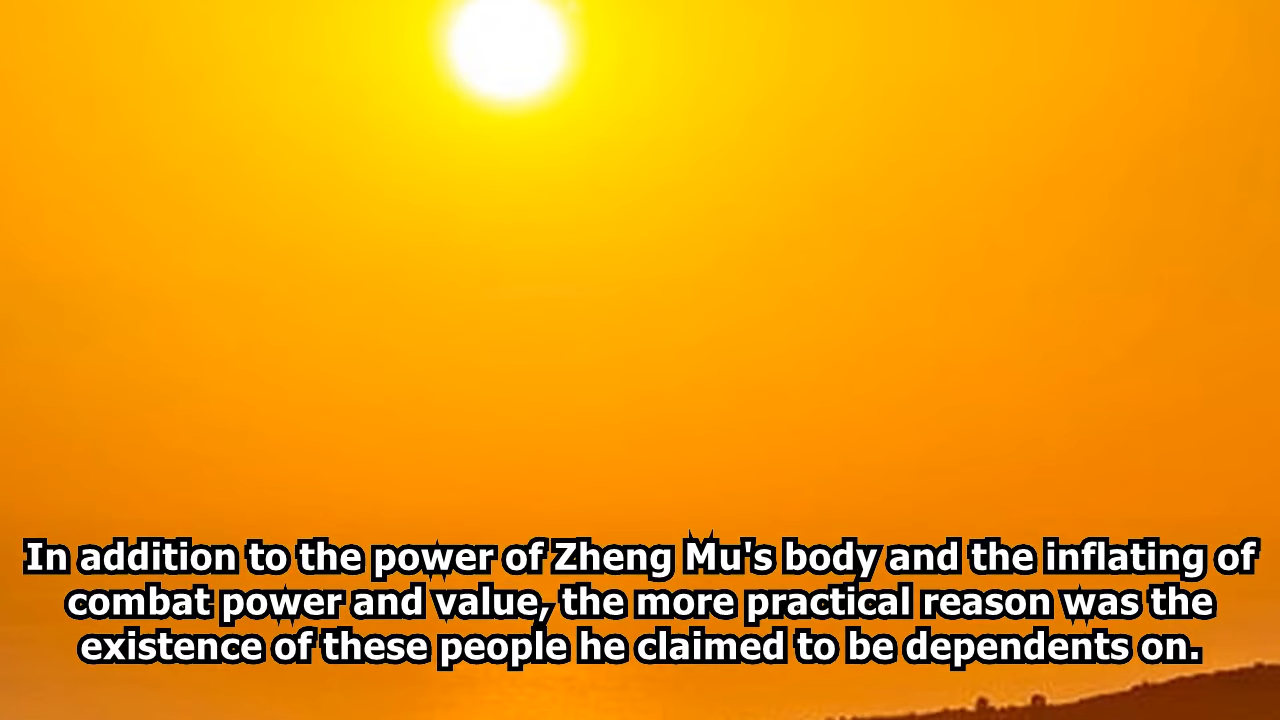 In addition to the power of Zheng Mu's body and the inflating of
combat power and value, the more practical reason was the
existence of these people he claimed to be dependents on.